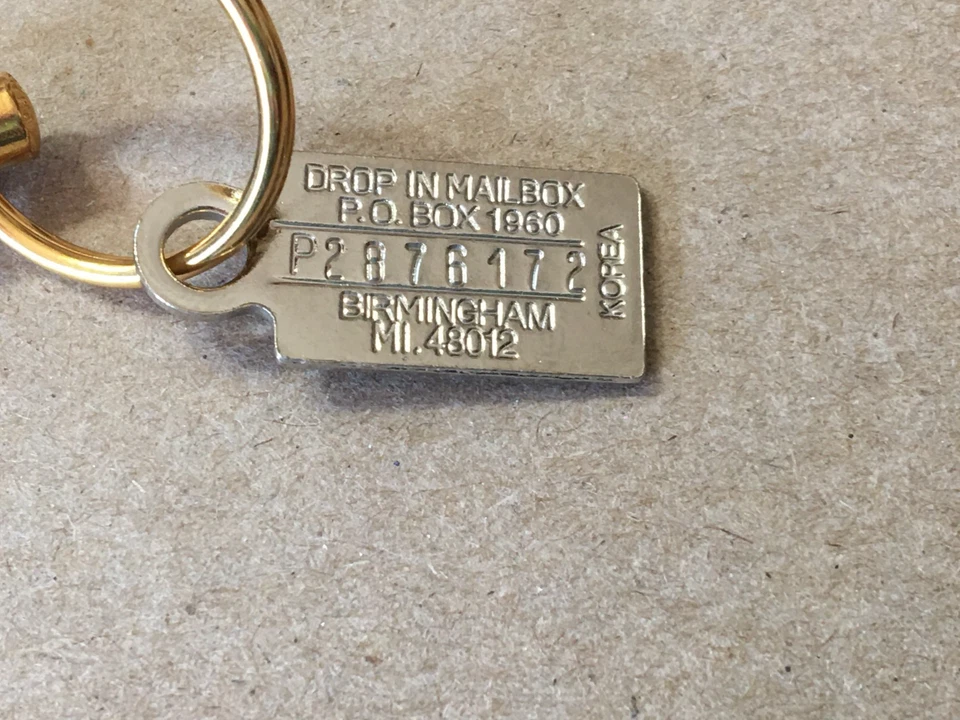 DROP IN MAILBOX
P.O. BOX 1960
P2876172
BIRMINGHAM
MI. 48012
KOREA